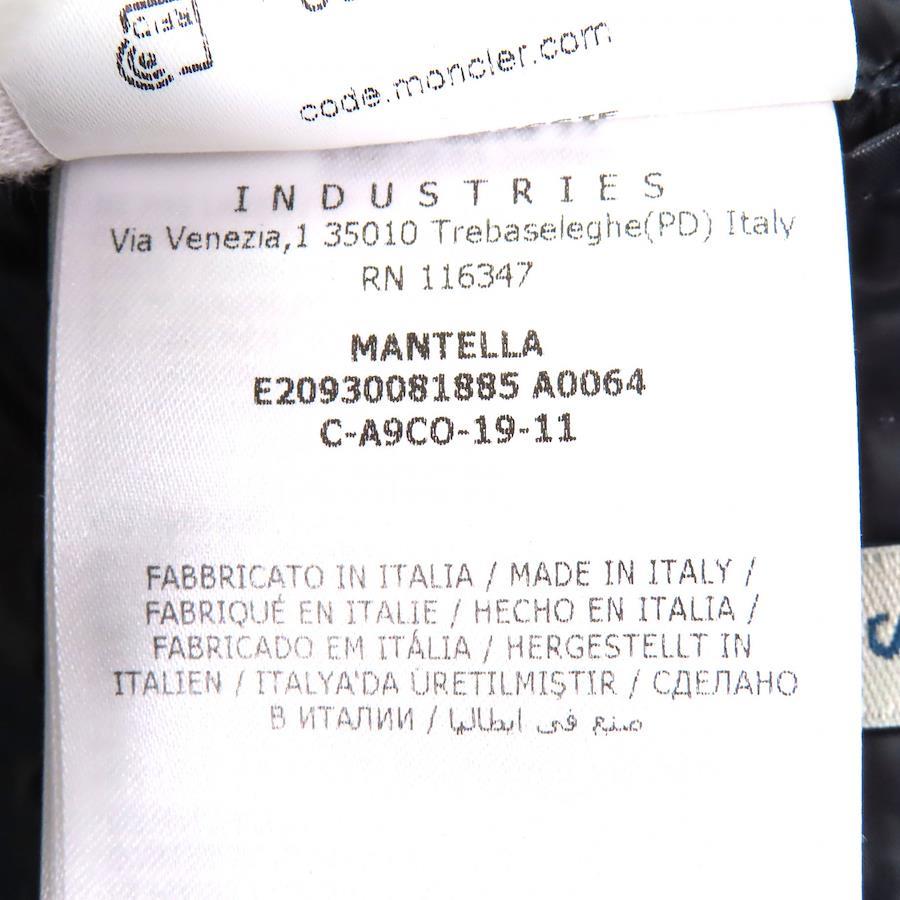 code.moncler.com
INDUSTRIES
Via Venezia,1 35010 Trebaseleghe(PD) Italy
RN 116347
MANTELLA
E20930081885 A0064
C-A9CO-19-11
FABBRICATO IN ITALIA / MADE IN ITALY /
FABRIQUÉ EN ITALIE / HECHO EN ITALIA /
FABRICADO EM ITÁLIA / HERGESTELLT IN
ITALIEN / ITALYA'DA ÜRETILMIŞTIR / СДЕЛАНО
В ИТАЛИИ / صنع في ايطاليا
S